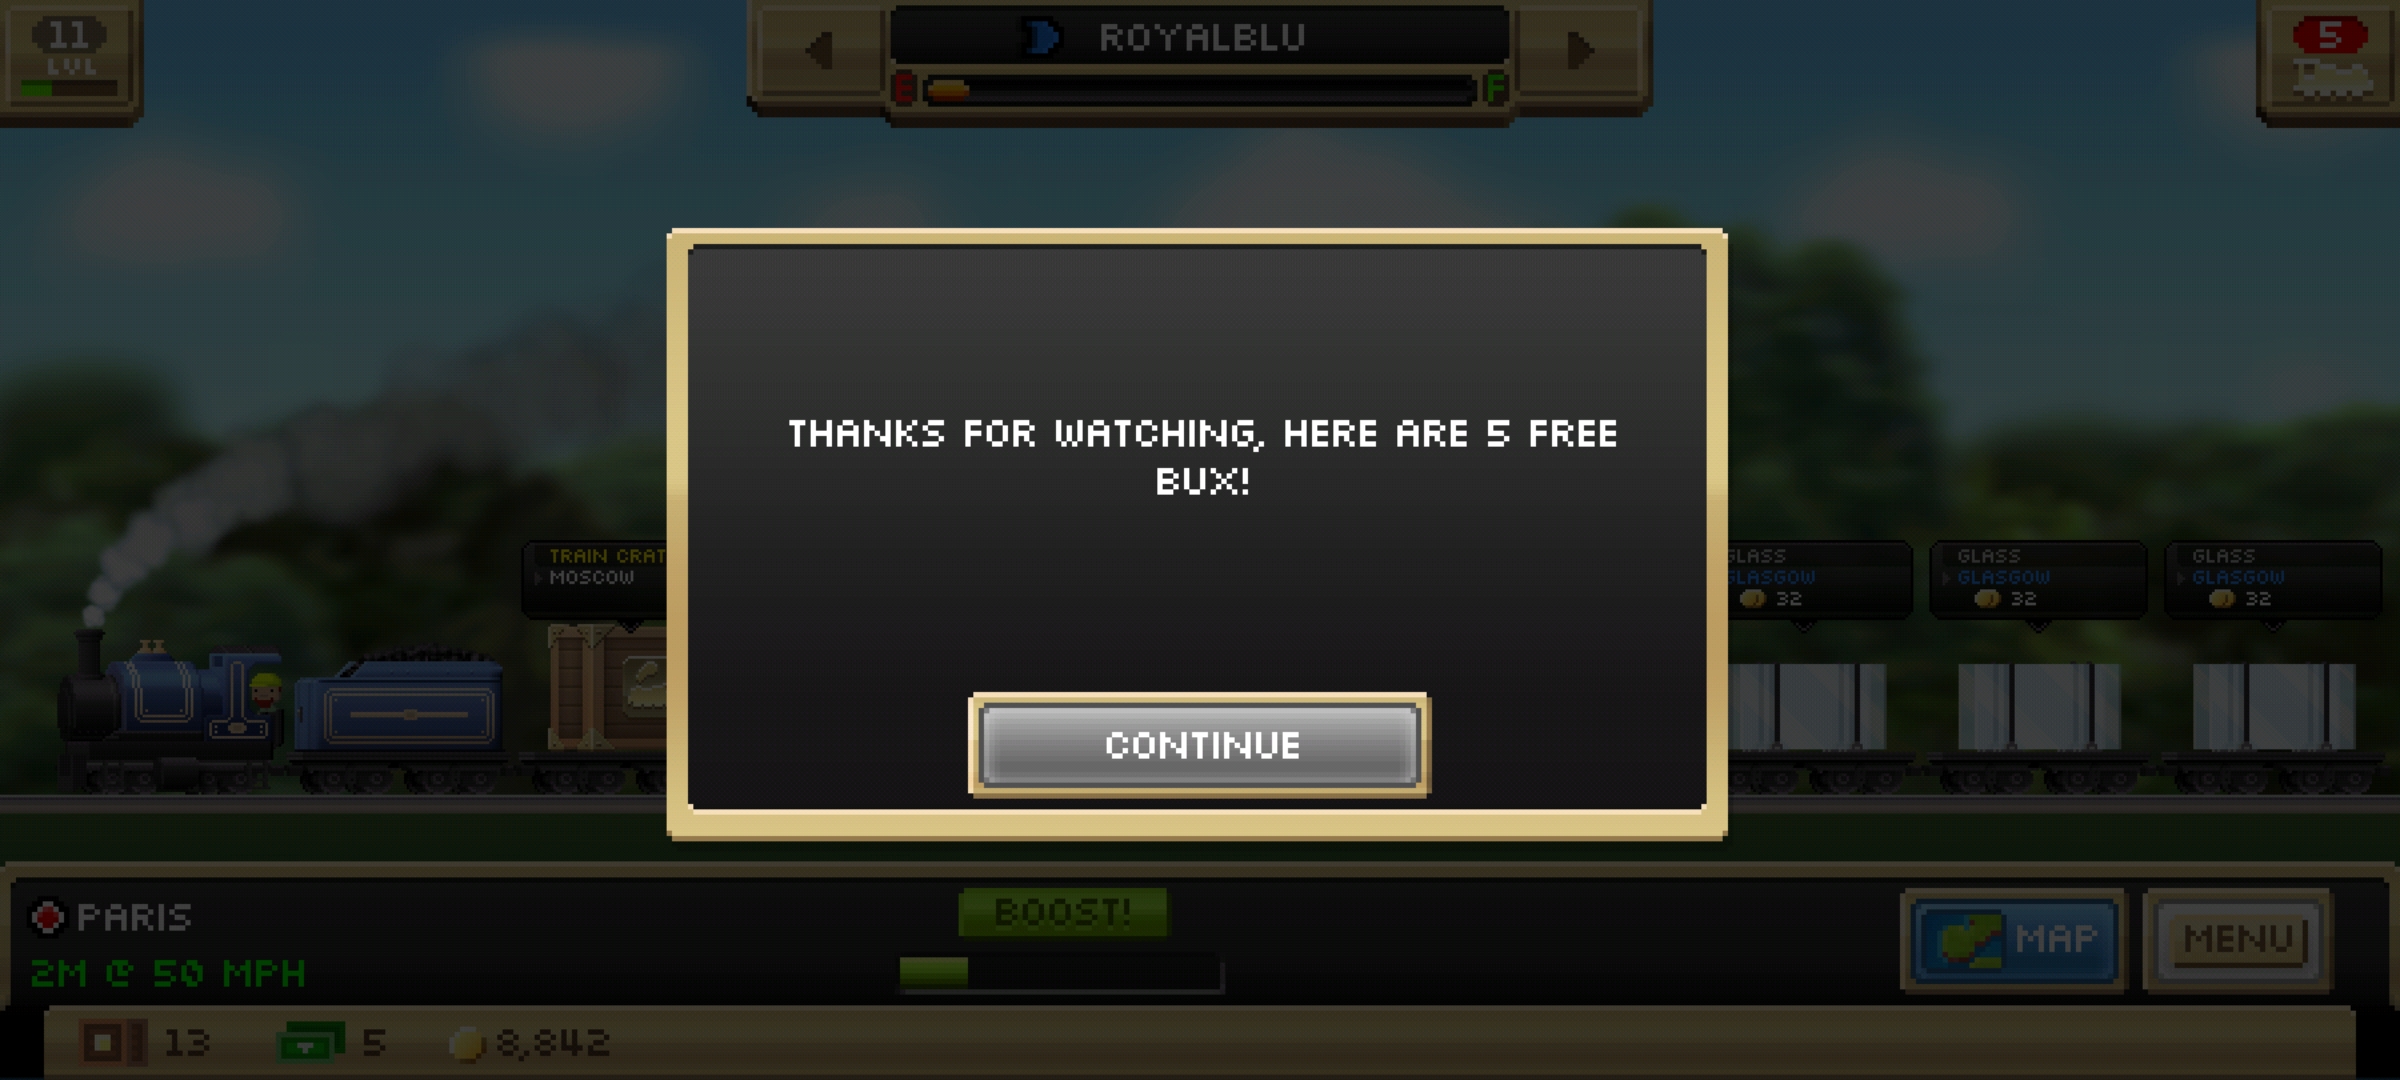 11
LVL
ROYALBLU
E F
5
THANKS FOR WATCHING, HERE ARE 5 FREE
BUX!
CONTINUE
TRAIN
MOSCOW
GLASS
GLASGOW
32
GLASS
GLASGOW
32
GLASS
GLASGOW
32
PARIS
2M @ 50 MPH
BOOST!
MAP
MENU
13
5
8,842